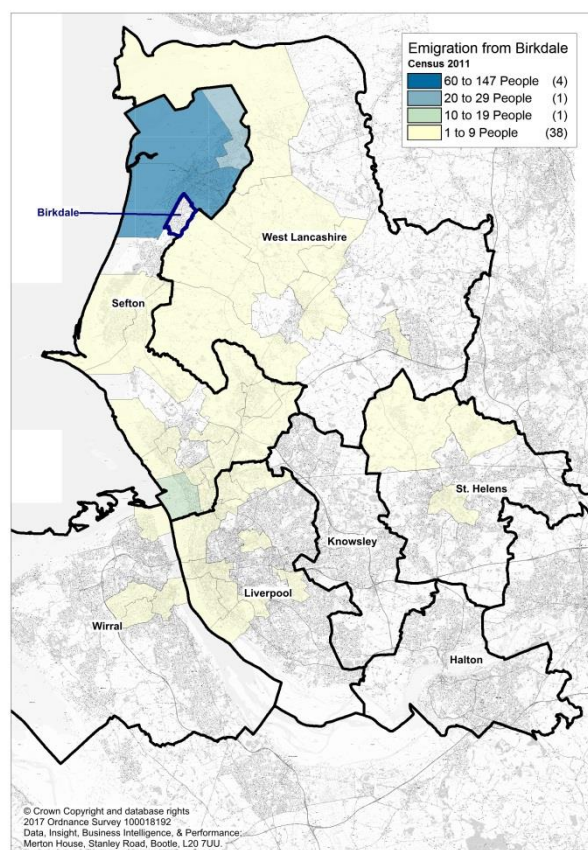 Emigration from Birkdale
Census 2011
60 to 147 People (4)
20 to 29 People (1)
10 to 19 People (1)
1 to 9 People (38)
Birkdale
West Lancashire
Sefton
St. Helens
Knowsley
Liverpool
Wirral
Halton
© Crown Copyright and database rights
2017 Ordnance Survey 100018192
Data, Insight, Business Intelligence, & Performance:
Merton House, Stanley Road, Bootle, L20 7UU.